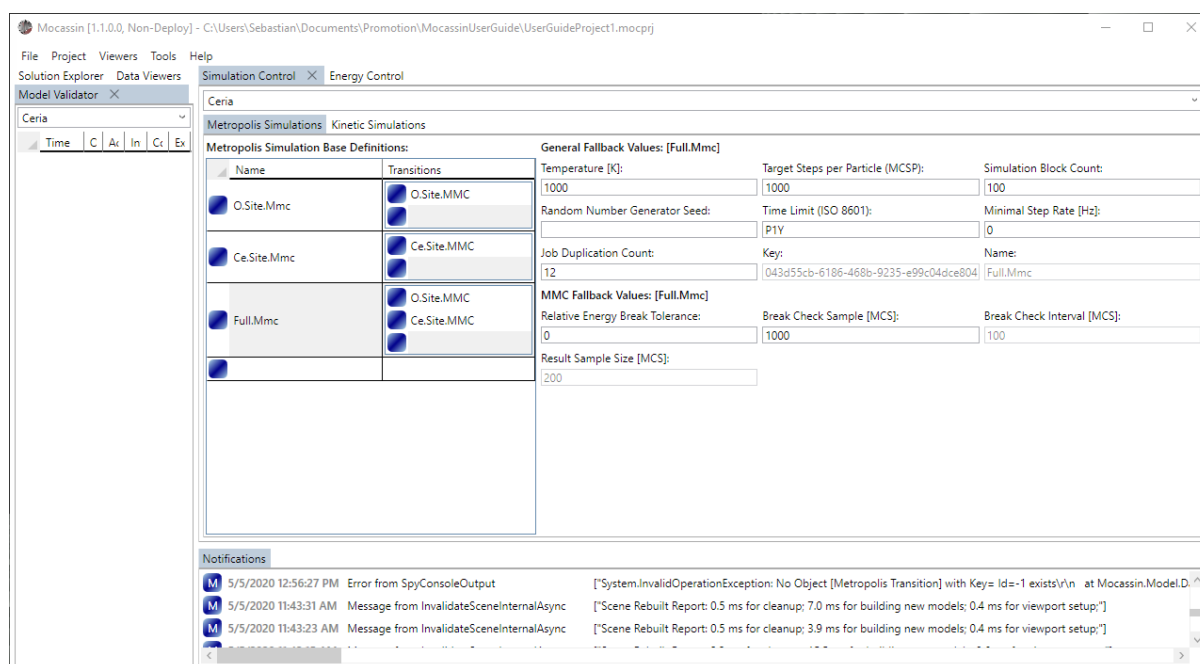 Mocassin [1.1.0.0, Non-Deploy] - C:\Users\Sebastian\Documents\Promotion\MocassinUserGuide\UserGuideProject1.mocprj
File Project Viewers Tools Help
Solution Explorer Data Viewers
Simulation Control Energy Control
Model Validator
Ceria
Ceria
Metropolis Simulations Kinetic Simulations
Time C Ac In Cc Ex
Metropolis Simulation Base Definitions:
Name Transitions
O.Site.Mmc O.Site.MMC
Ce.Site.Mmc Ce.Site.MMC
Full.Mmc O.Site.MMC
Ce.Site.MMC
General Fallback Values: [Full.Mmc]
Temperature [K]: Target Steps per Particle (MCSP): Simulation Block Count:
1000 1000 100
Random Number Generator Seed: Time Limit (ISO 8601): Minimal Step Rate [Hz]:
P1Y 0
Job Duplication Count: Key: Name:
12 043d55cb-6186-468b-9235-e99c04dce804 Full.Mmc
MMC Fallback Values: [Full.Mmc]
Relative Energy Break Tolerance: Break Check Sample [MCS]: Break Check Interval [MCS]:
0 1000 100
Result Sample Size [MCS]:
200
Notifications
M 5/5/2020 12:56:27 PM Error from SpyConsoleOutput ["System.InvalidOperationException: No Object [Metropolis Transition] with Key= Id=-1 exists\r\n at Mocassin.Model.D
M 5/5/2020 11:43:31 AM Message from InvalidateSceneInternalAsync ["Scene Rebuilt Report: 0.5 ms for cleanup; 7.0 ms for building new models; 0.4 ms for viewport setup;"]
M 5/5/2020 11:43:23 AM Message from InvalidateSceneInternalAsync ["Scene Rebuilt Report: 0.5 ms for cleanup; 3.9 ms for building new models; 0.4 ms for viewport setup;"]